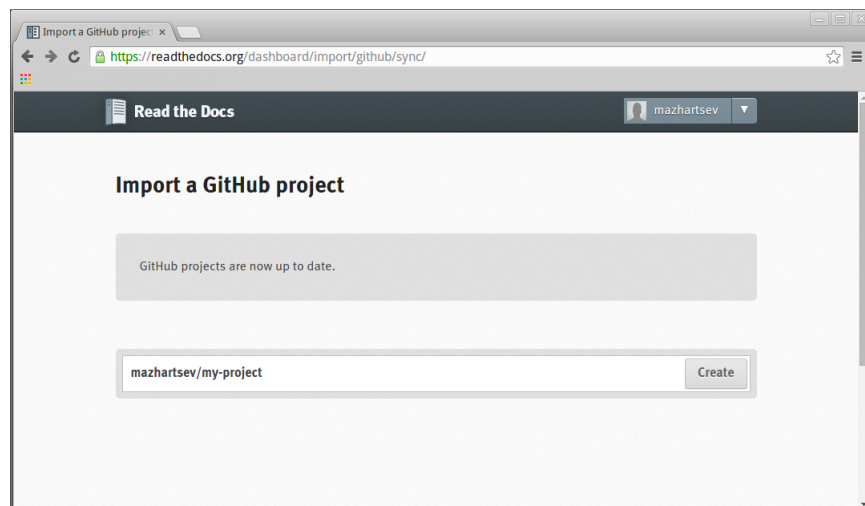 Import a GitHub projec
https://readthedocs.org/dashboard/import/github/sync/
Read the Docs
mazhartsev
Import a GitHub project
GitHub projects are now up to date.
mazhartsev/my-project
Create